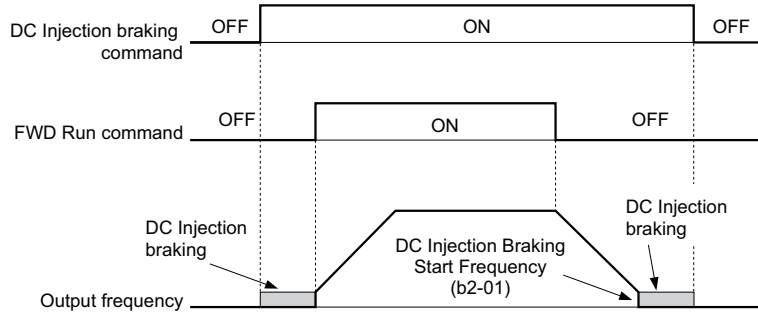 DC Injection braking
command
OFF
ON
OFF
FWD Run command
OFF
ON
OFF
DC Injection
braking
DC Injection Braking
Start Frequency
(b2-01)
DC Injection
braking
Output frequency